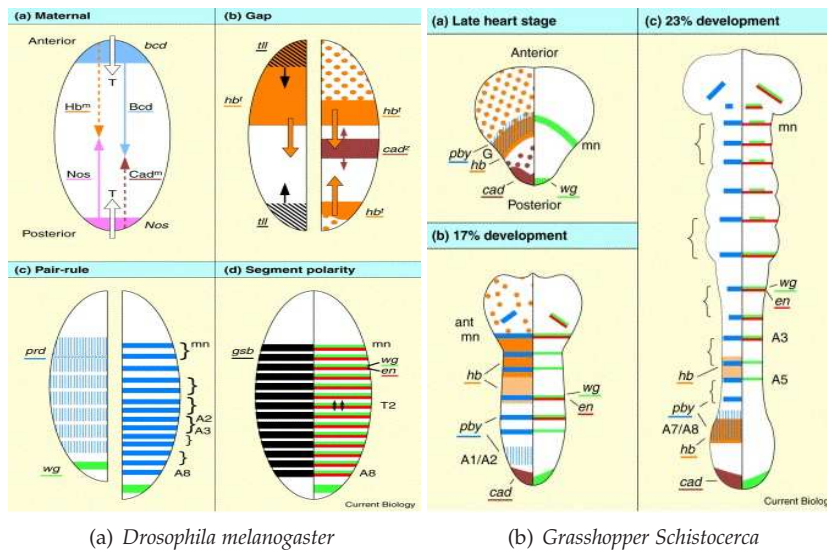 (a) Maternal
Anterior
bcd
T
Hbᵐ
Bcd
Nos
Cadᵐ
T
Posterior
Nos
(b) Gap
tll
hbᵗ
hbᵗ
cadᶻ
tll
hbᵗ
(c) Pair-rule
mn
prd
A2
A3
wg
A8
(d) Segment polarity
mn
gsb
wg
en
T2
A8
Current Biology
(a) Drosophila melanogaster
(a) Late heart stage
Anterior
mn
pby
G
hb
cad
wg
Posterior
(b) 17% development
ant
mn
hb
wg
en
pby
A1/A2
cad
(c) 23% development
mn
wg
en
A3
hb
A5
pby
A7/A8
hb
cad
Current Biology
(b) Grasshopper Schistocerca